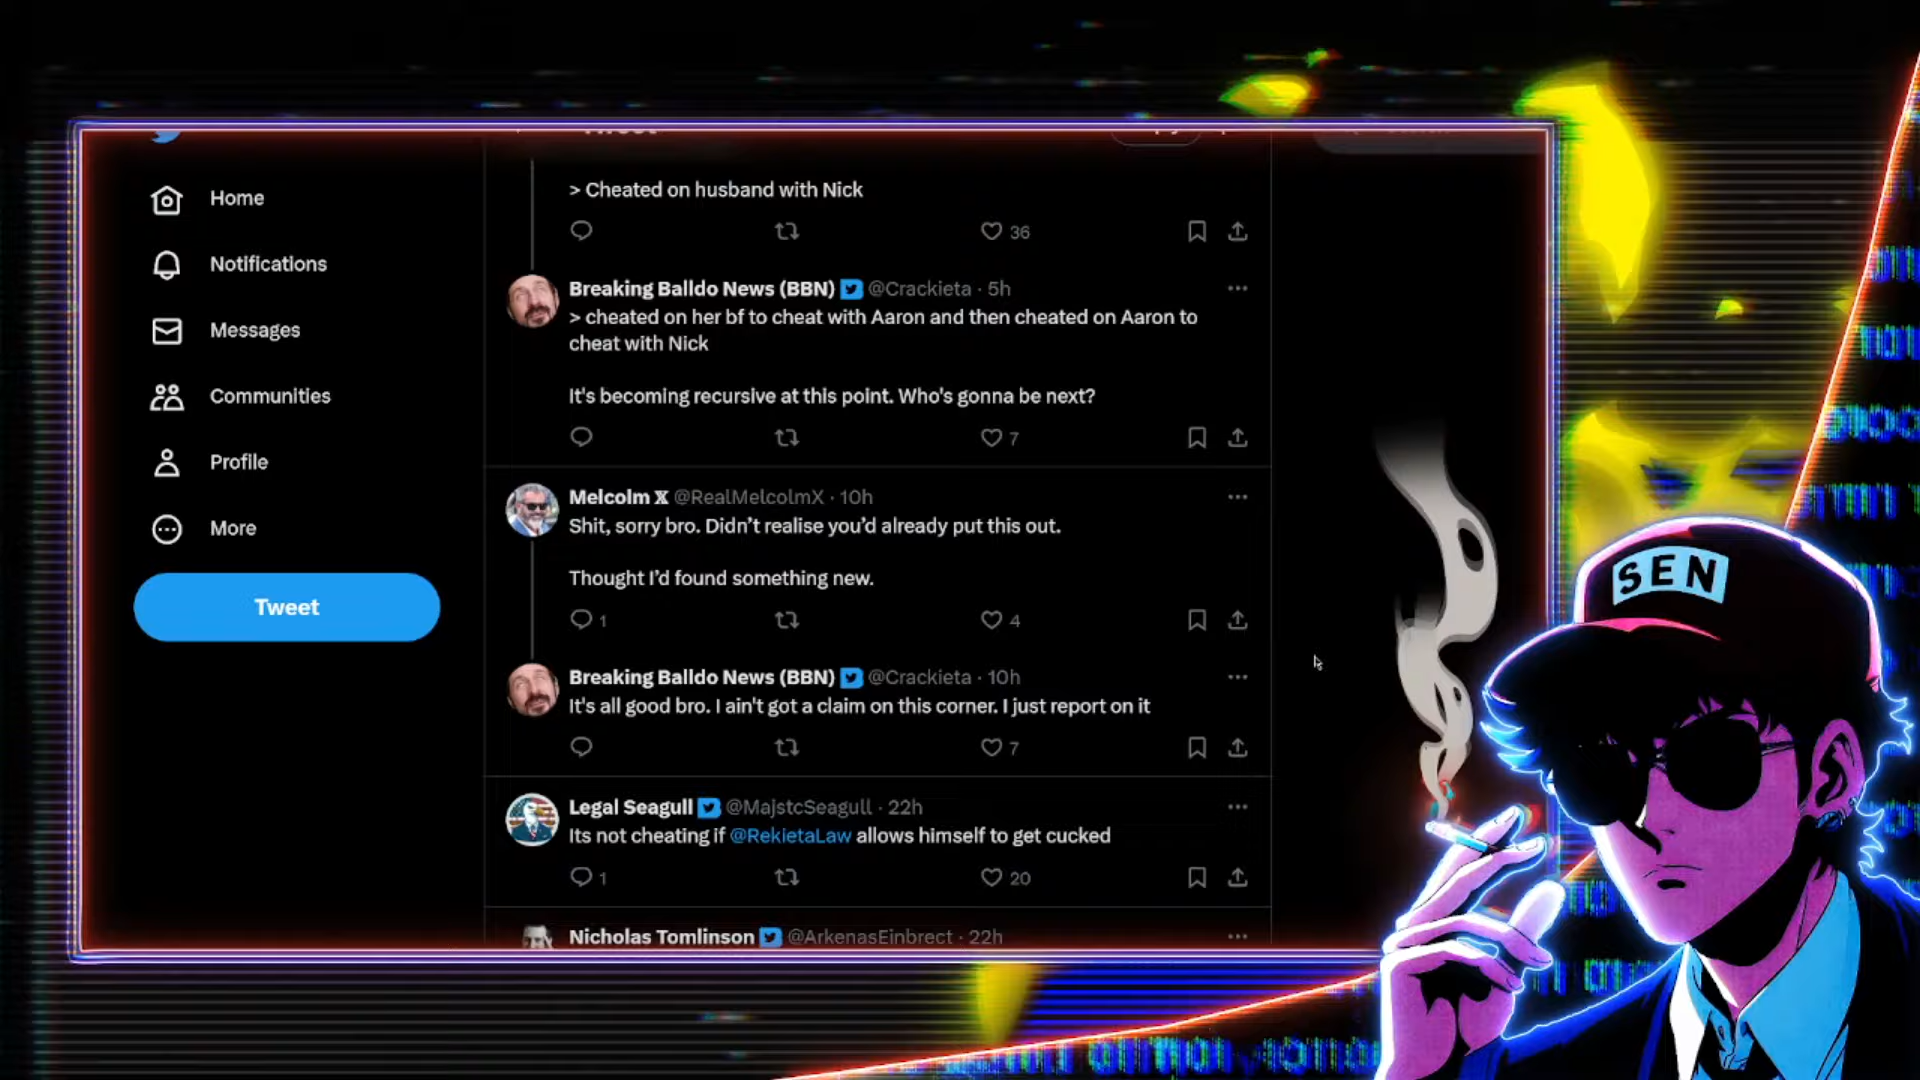 Tweet
Home
Notifications
Messages
Communities
Profile
More
Tweet
> Cheated on husband with Nick
36
Breaking Balldo News (BBN) @Crackieta · 5h
> cheated on her bf to cheat with Aaron and then cheated on Aaron to
cheat with Nick
It's becoming recursive at this point. Who's gonna be next?
7
Melcolm 𝕏 @RealMelcolmX · 10h
Shit, sorry bro. Didn’t realise you’d already put this out.
Thought I’d found something new.
1 4
Breaking Balldo News (BBN) @Crackieta · 10h
It's all good bro. I ain't got a claim on this corner. I just report on it
7
Legal Seagull @MajstcSeagull · 22h
Its not cheating if @RekietaLaw allows himself to get cucked
1 20
Nicholas Tomlinson @ArkenasEinbrect · 22h
SEN